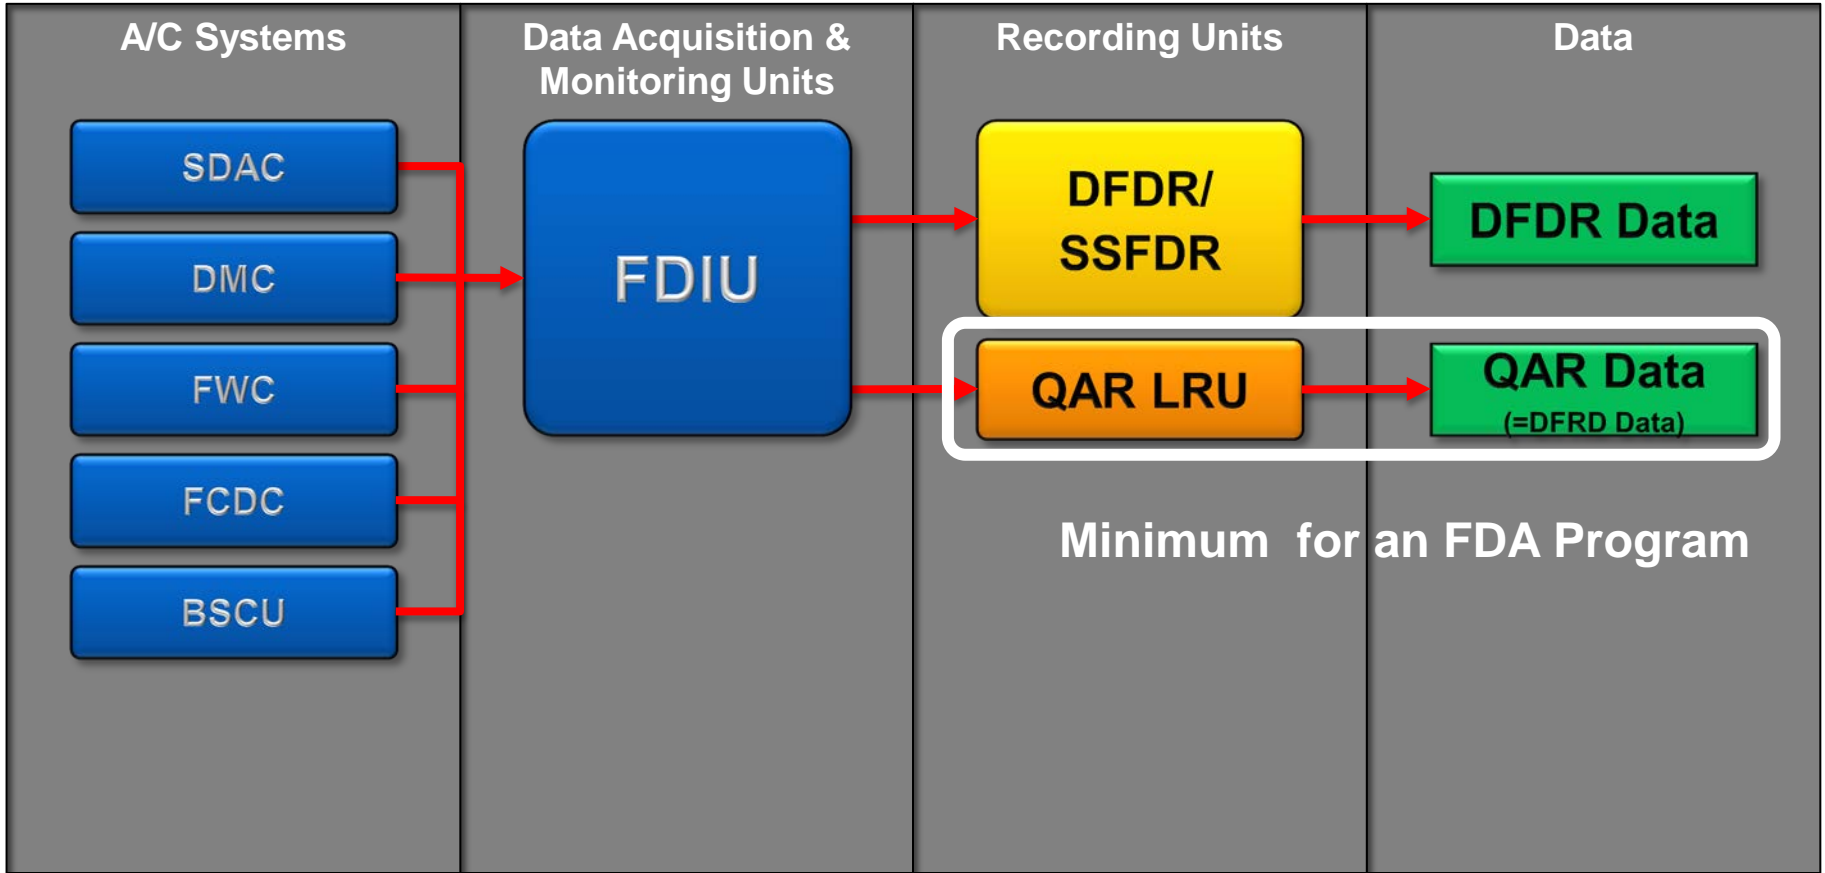 A/C Systems
Data Acquisition &
Monitoring Units
Recording Units
Data
SDAC
DMC
FWC
FCDC
BSCU
FDIU
DFDR/
SSFDR
QAR LRU
DFDR Data
QAR Data
(=DFRD Data)
Minimum for an FDA Program